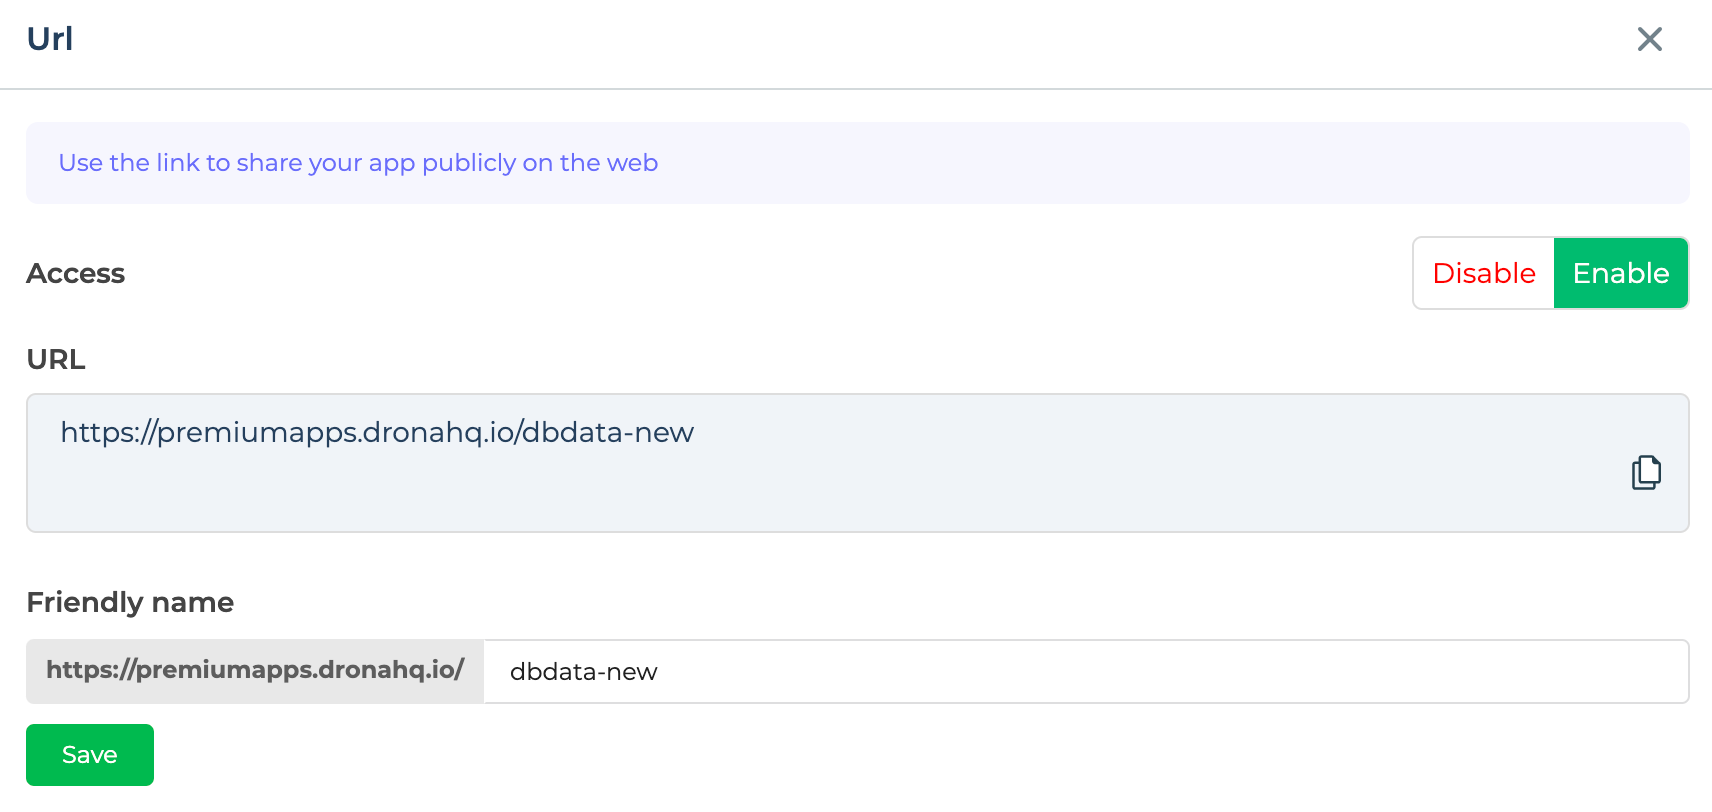 Url
Use the link to share your app publicly on the web
Access
Disable Enable
URL
https://premiumapps.dronahq.io/dbdata-new
Friendly name
https://premiumapps.dronahq.io/ dbdata-new
Save